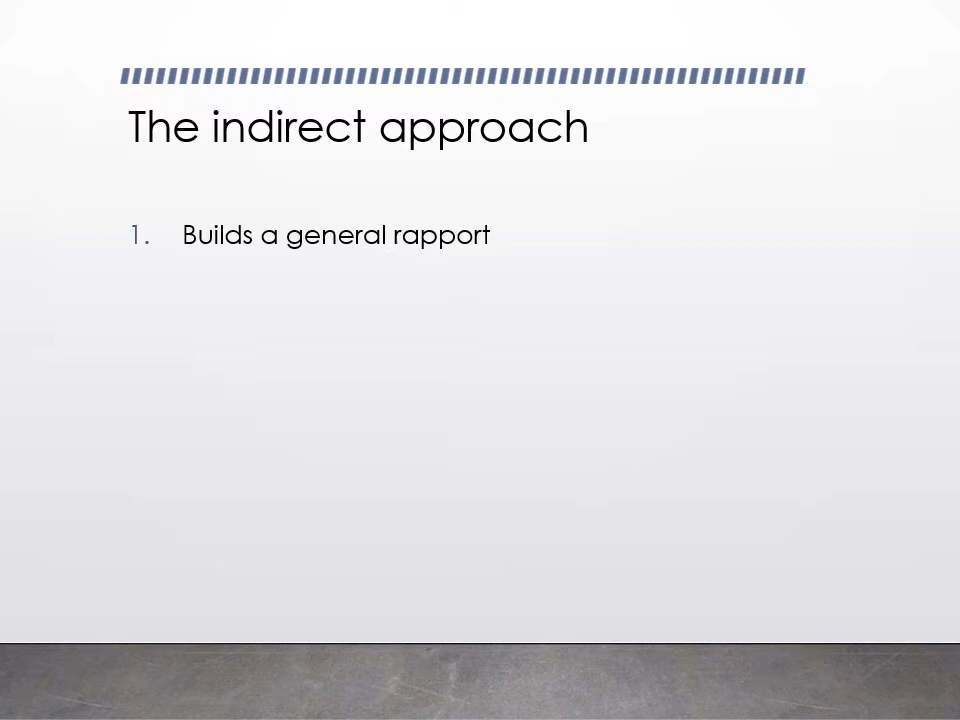 The indirect approach
1. Builds a general rapport